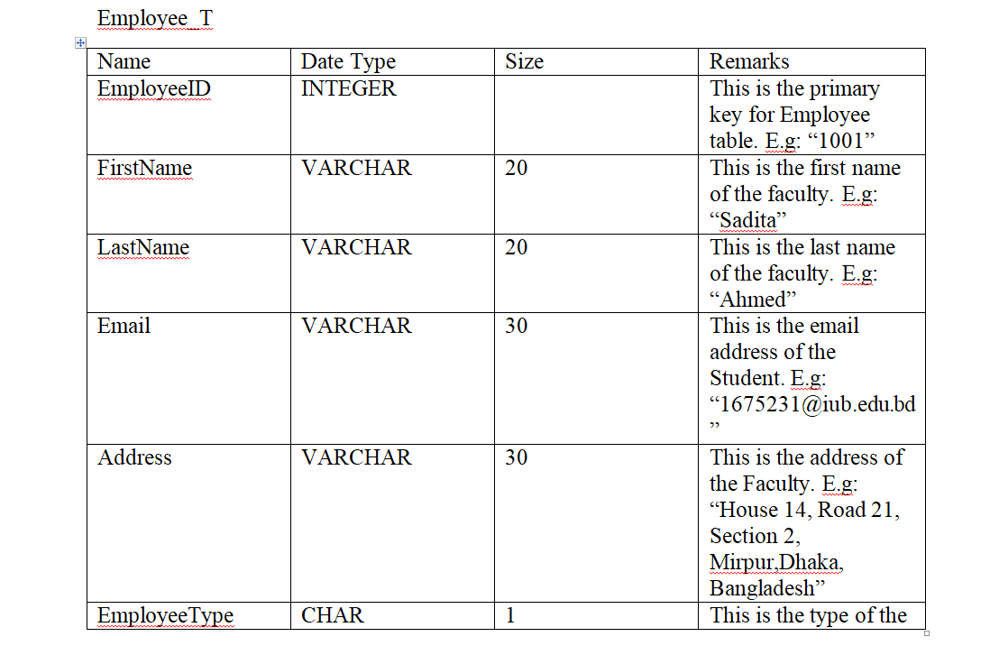 Employee_T
Name Date Type Size Remarks
EmployeeID INTEGER This is the primary
key for Employee
table. E.g: “1001”
FirstName VARCHAR 20 This is the first name
of the faculty. E.g:
“Sadita”
LastName VARCHAR 20 This is the last name
of the faculty. E.g:
“Ahmed”
Email VARCHAR 30 This is the email
address of the
Student. E.g:
“1675231@iub.edu.bd
”
Address VARCHAR 30 This is the address of
the Faculty. E.g:
“House 14, Road 21,
Section 2,
Mirpur,Dhaka,
Bangladesh”
EmployeeType CHAR 1 This is the type of the